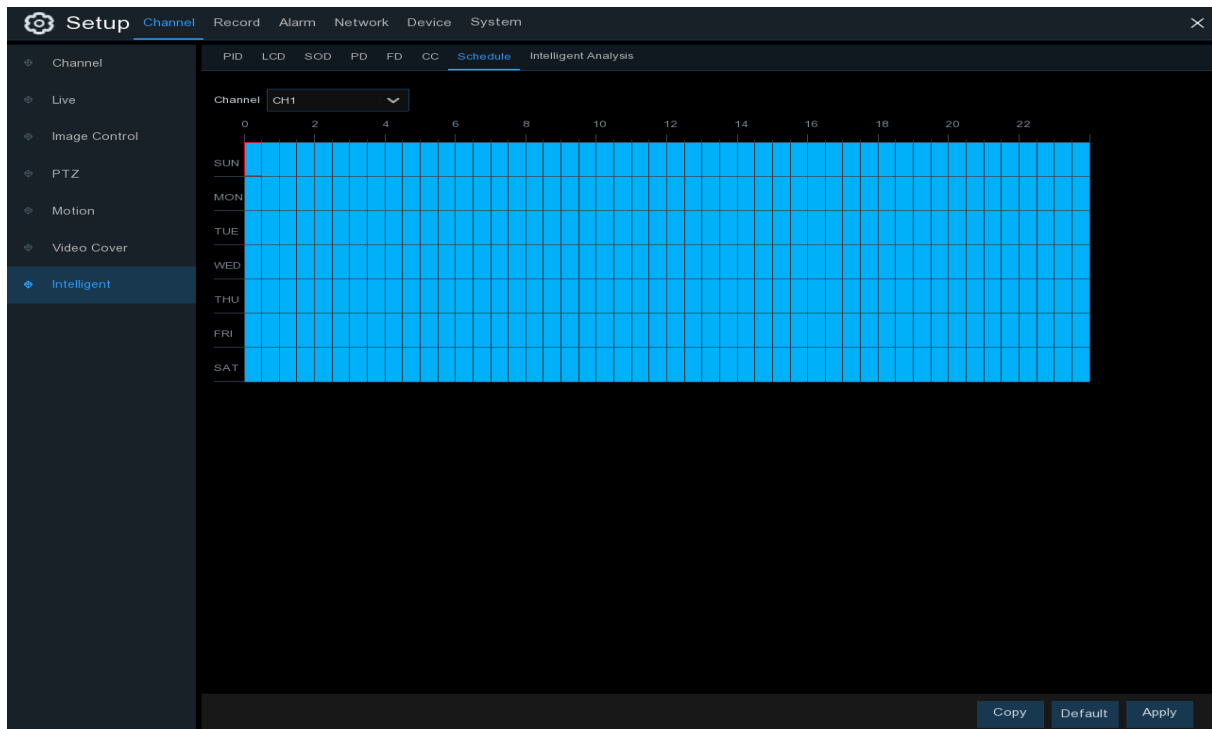 Setup Channel Record Alarm Network Device System
PID LCD SOD PD FD CC Schedule Intelligent Analysis
Channel
Live
Image Control
PTZ
Motion
Video Cover
Intelligent
Channel CH1
0 2 4 6 8 10 12 14 16 18 20 22
SUN
MON
TUE
WED
THU
FRI
SAT
Copy Default Apply